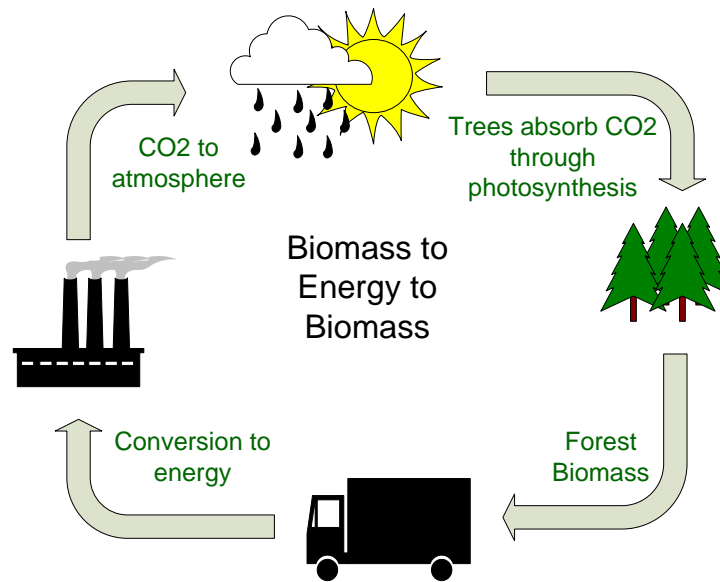 CO2 to
atmosphere
Trees absorb CO2
through
photosynthesis
Biomass to
Energy to
Biomass
Conversion to
energy
Forest
Biomass